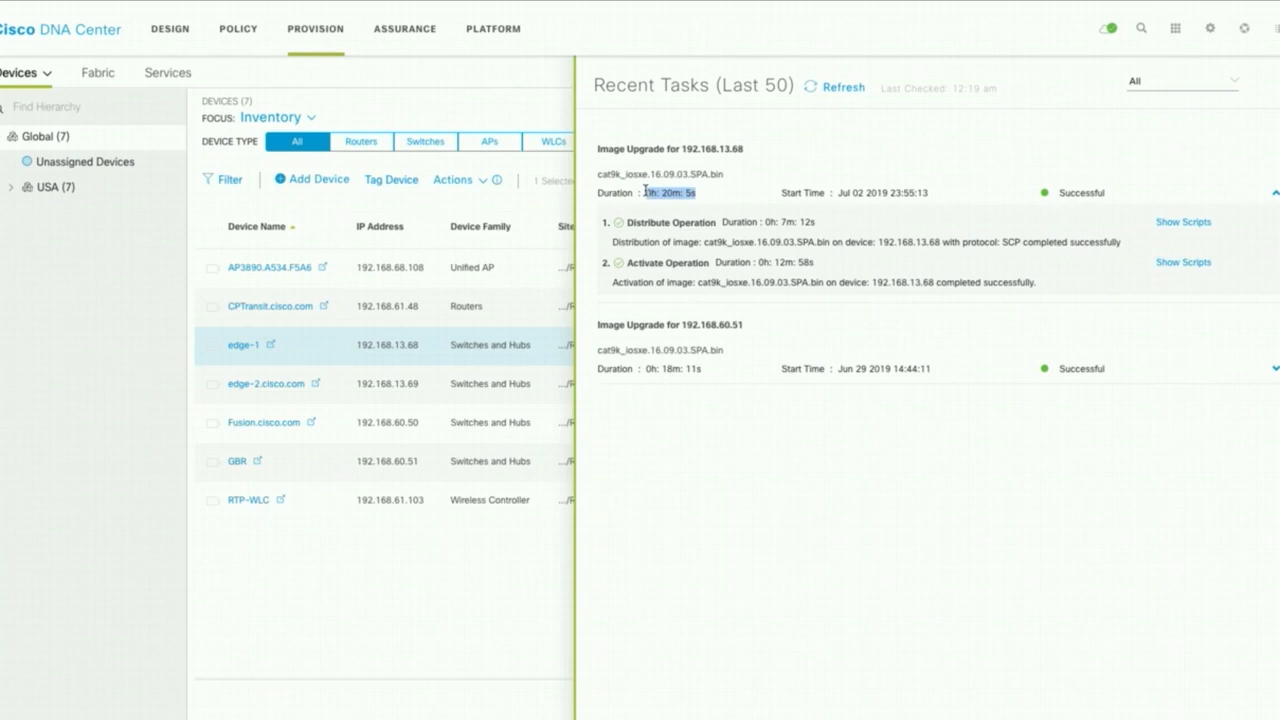 Cisco DNA Center DESIGN POLICY PROVISION ASSURANCE PLATFORM
Devices Fabric Services
Find Hierarchy
Global (7)
Unassigned Devices
USA (7)
DEVICES (7)
FOCUS: Inventory
DEVICE TYPE All Routers Switches APs WLCs
Filter Add Device Tag Device Actions 1 Selecte
Device Name IP Address Device Family Site
AP3890.A534.F5A6 192.168.68.108 Unified AP .../F
CPTransit.cisco.com 192.168.61.48 Routers .../F
edge-1 192.168.13.68 Switches and Hubs .../F
edge-2.cisco.com 192.168.13.69 Switches and Hubs .../F
Fusion.cisco.com 192.168.60.50 Switches and Hubs .../F
GBR 192.168.60.51 Switches and Hubs .../F
RTP-WLC 192.168.61.103 Wireless Controller .../F
Recent Tasks (Last 50) Refresh Last Checked: 12:19 am All
Image Upgrade for 192.168.13.68
cat9k_iosxe.16.09.03.SPA.bin
Duration : 0h: 20m: 5s Start Time : Jul 02 2019 23:55:13 Successful
1. Distribute Operation Duration : 0h: 7m: 12s Show Scripts
Distribution of image: cat9k_iosxe.16.09.03.SPA.bin on device: 192.168.13.68 with protocol: SCP completed successfully
2. Activate Operation Duration : 0h: 12m: 58s Show Scripts
Activation of image: cat9k_iosxe.16.09.03.SPA.bin on device: 192.168.13.68 completed successfully.
Image Upgrade for 192.168.60.51
cat9k_iosxe.16.09.03.SPA.bin
Duration : 0h: 18m: 11s Start Time : Jun 29 2019 14:44:11 Successful